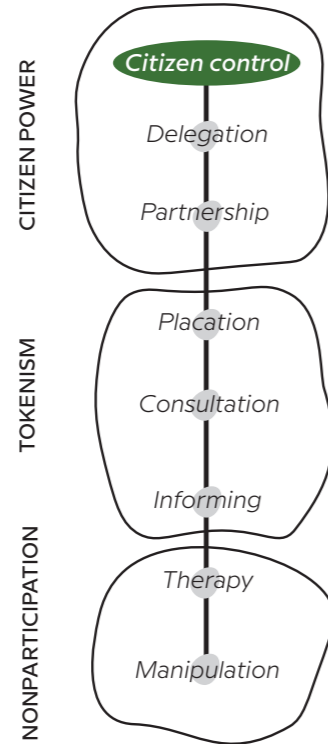 CITIZEN POWER
Citizen control
Delegation
Partnership
TOKENISM
Placation
Consultation
Informing
NONPARTICIPATION
Therapy
Manipulation